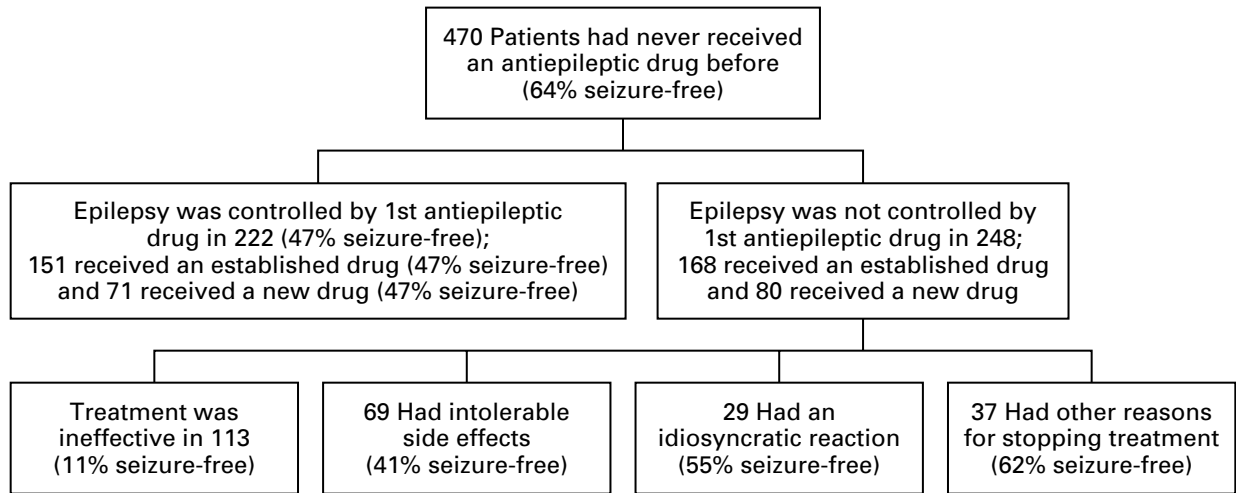 470 Patients had never received
an antiepileptic drug before
(64% seizure-free)
Epilepsy was controlled by 1st antiepileptic
drug in 222 (47% seizure-free);
151 received an established drug (47% seizure-free)
and 71 received a new drug (47% seizure-free)
Epilepsy was not controlled by
1st antiepileptic drug in 248;
168 received an established drug
and 80 received a new drug
Treatment was
ineffective in 113
(11% seizure-free)
69 Had intolerable
side effects
(41% seizure-free)
29 Had an
idiosyncratic reaction
(55% seizure-free)
37 Had other reasons
for stopping treatment
(62% seizure-free)